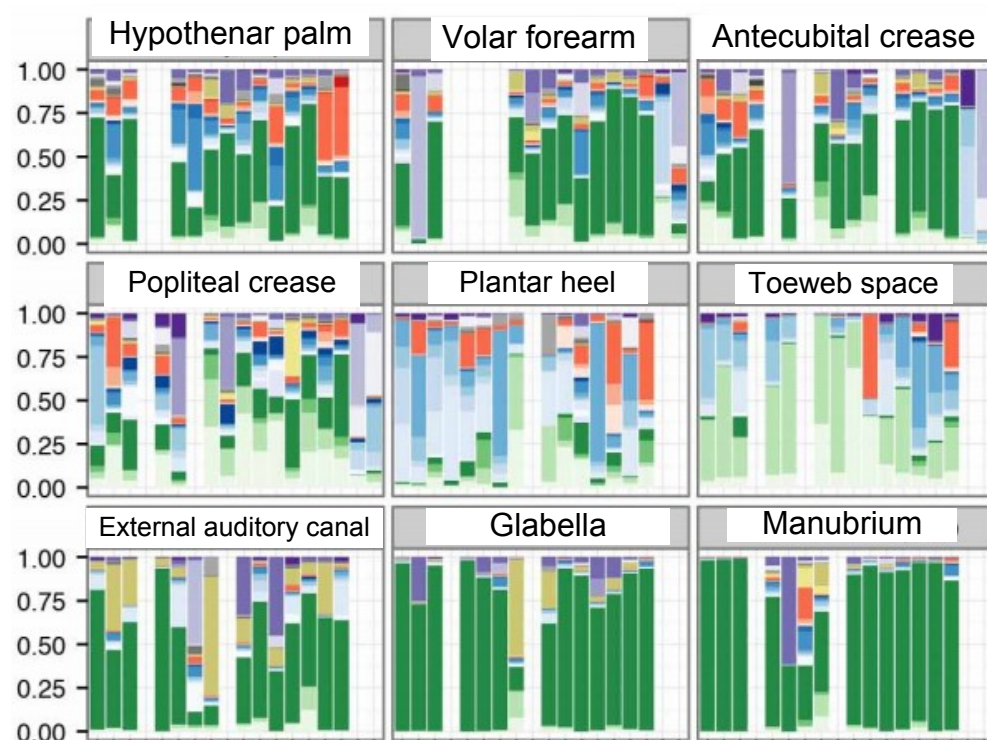 Hypothenar palm
Volar forearm
Antecubital crease
1.00
0.75
0.50
0.25
0.00
Popliteal crease
Plantar heel
Toeweb space
1.00
0.75
0.50
0.25
0.00
External auditory canal
Glabella
Manubrium
1.00
0.75
0.50
0.25
0.00